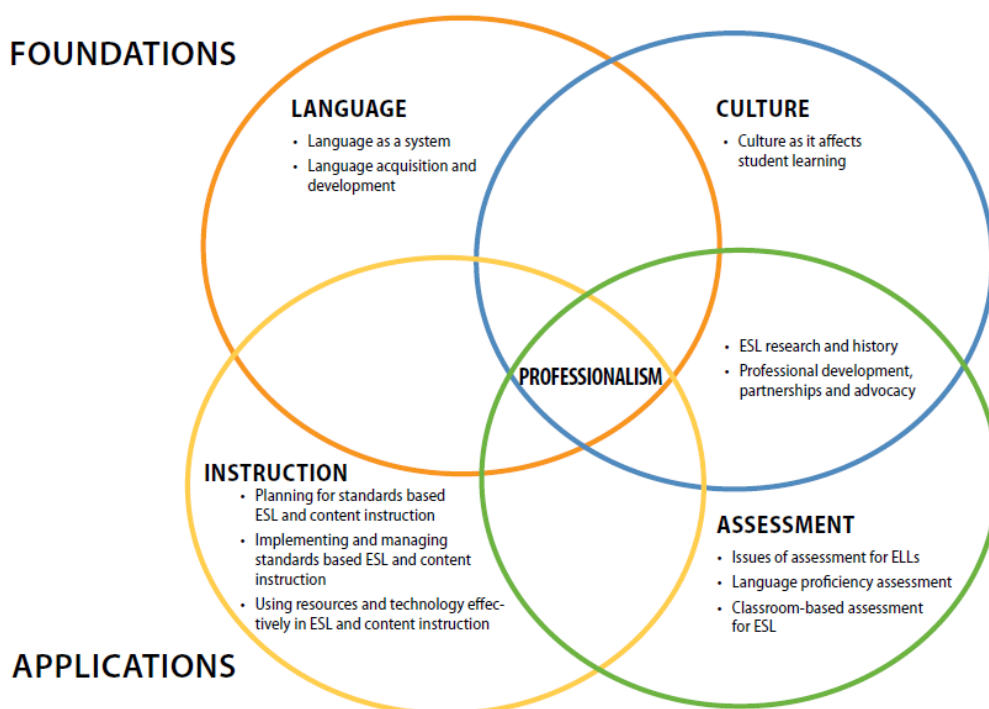 FOUNDATIONS
LANGUAGE
• Language as a system
• Language acquisition and
development
CULTURE
• Culture as it affects
student learning
PROFESSIONALISM
• ESL research and history
• Professional development,
partnerships and advocacy
INSTRUCTION
• Planning for standards based
ESL and content instruction
• Implementing and managing
standards based ESL and content
instruction
• Using resources and technology effec-
tively in ESL and content instruction
ASSESSMENT
• Issues of assessment for ELLs
• Language proficiency assessment
• Classroom-based assessment
for ESL
APPLICATIONS